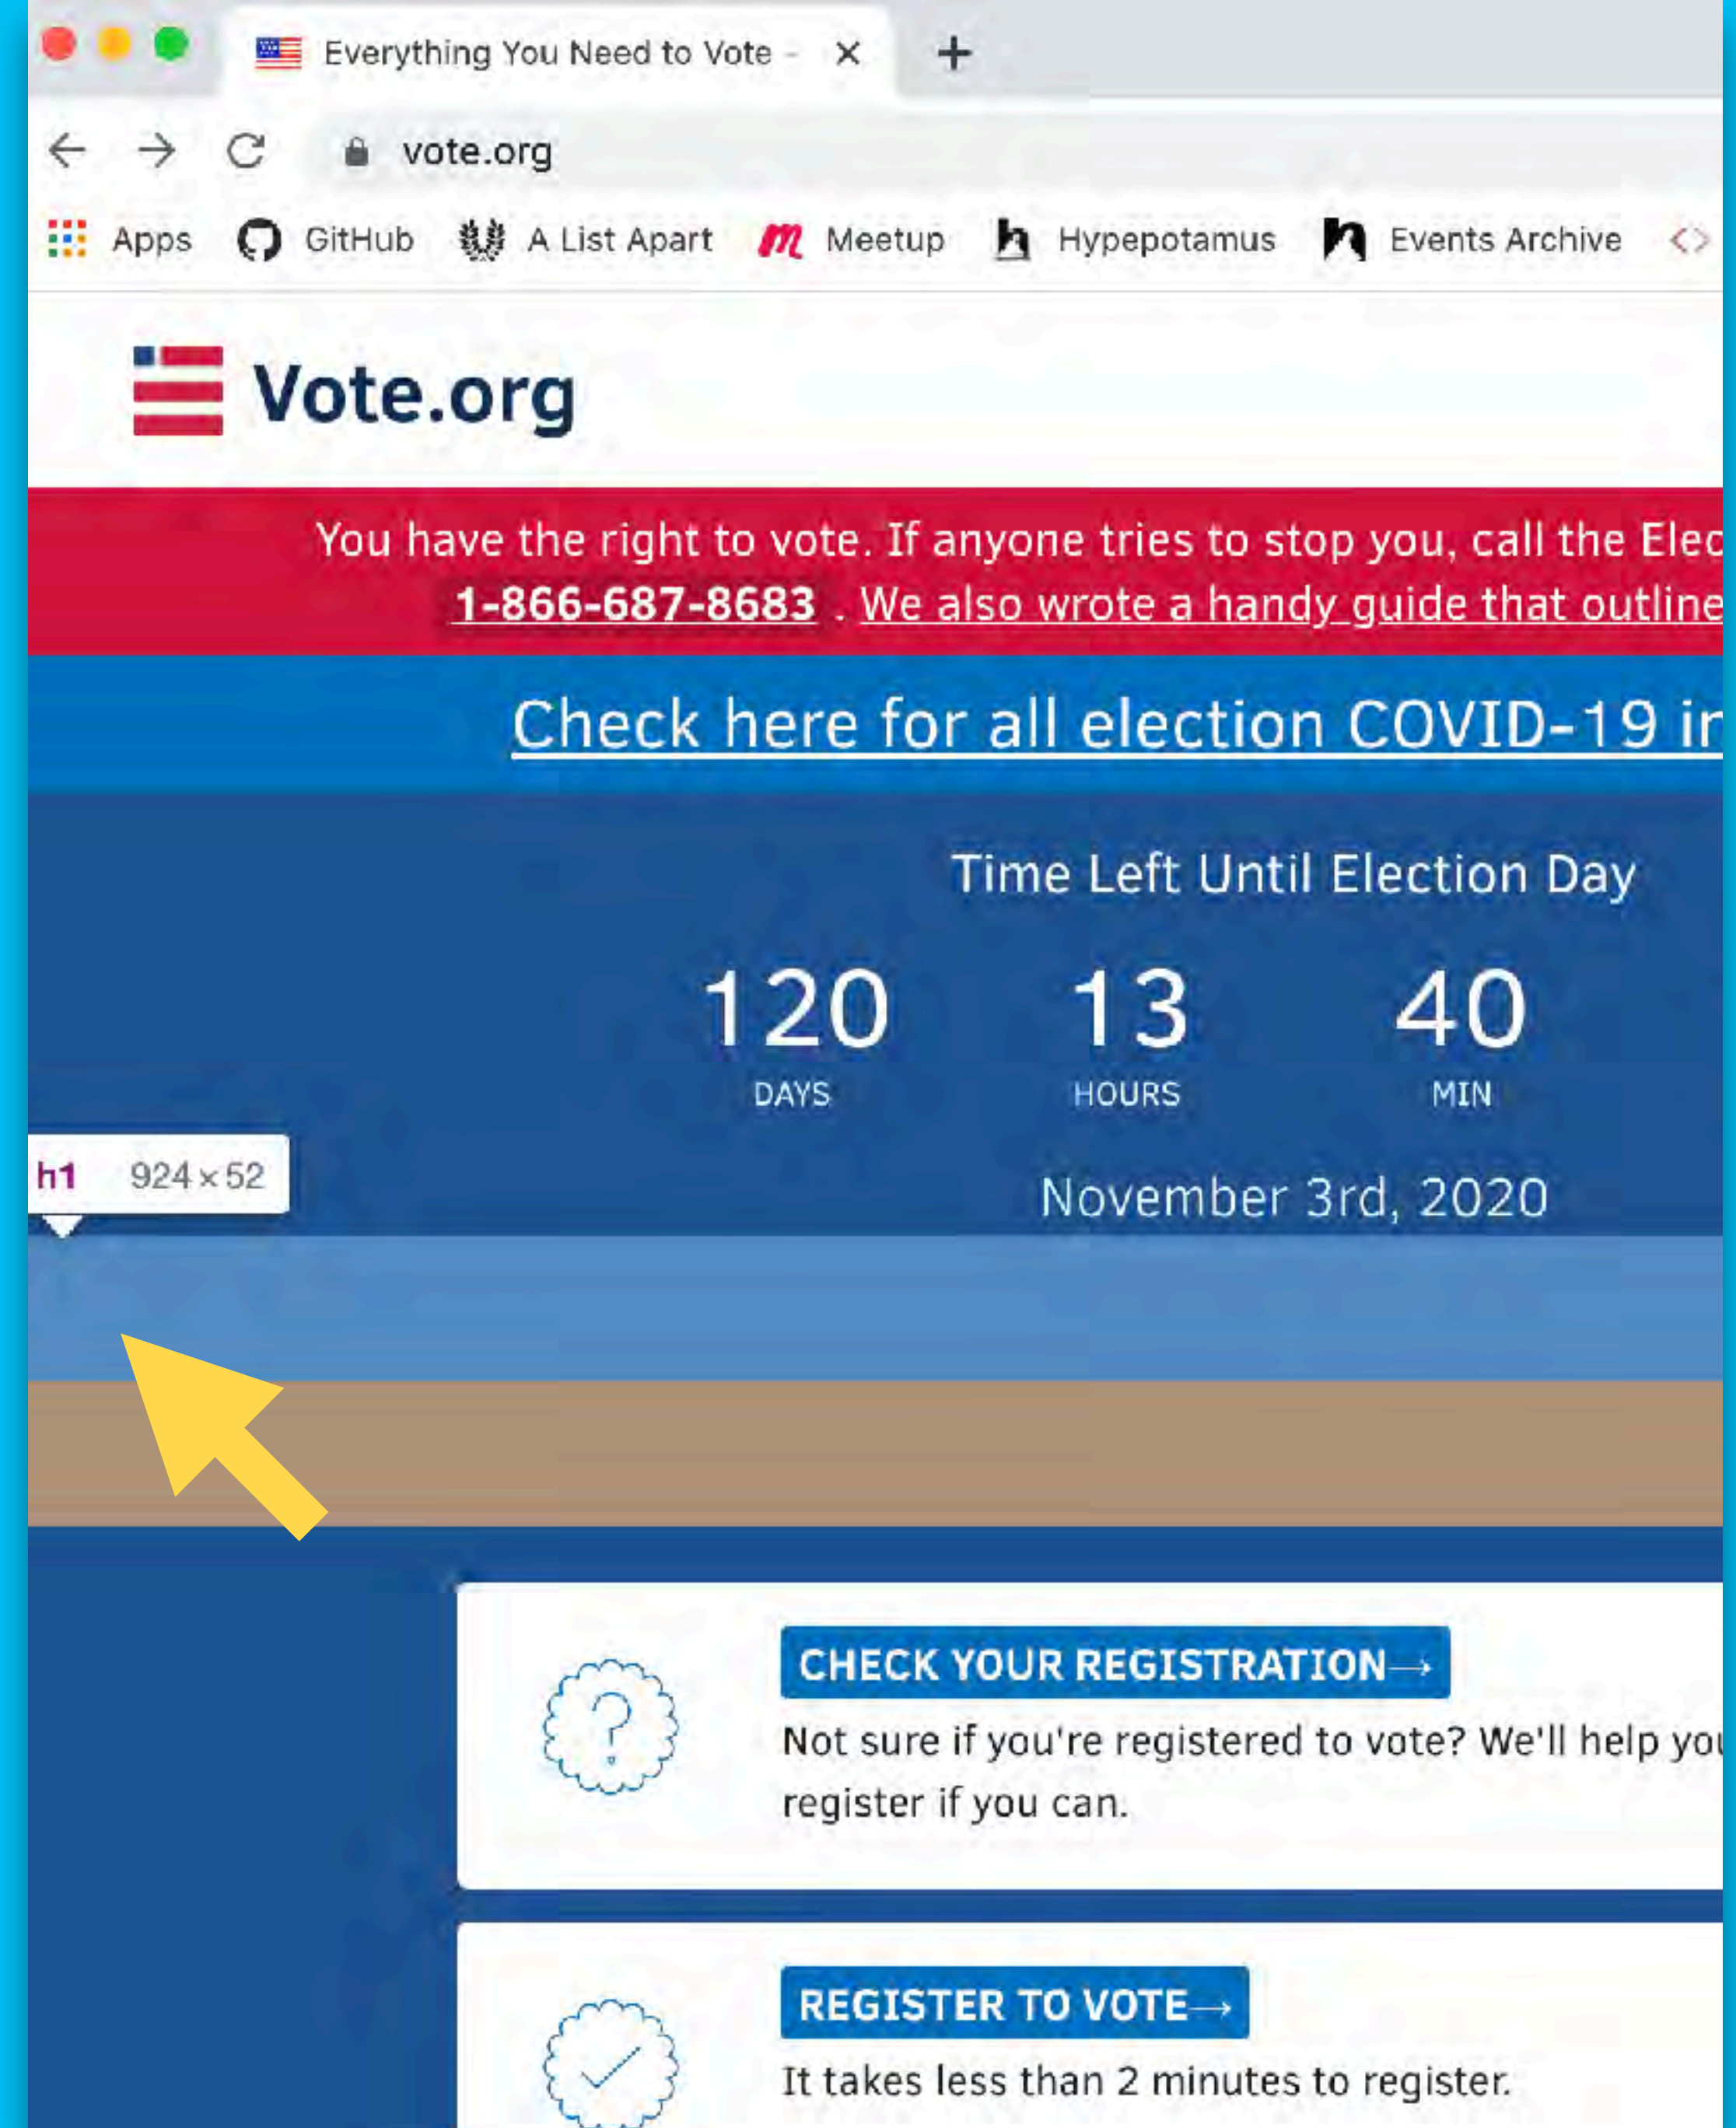 Everything You Need to Vote -
vote.org
Apps GitHub A List Apart Meetup Hypepotamus Events Archive
Vote.org
You have the right to vote. If anyone tries to stop you, call the Elec
1-866-687-8683 . We also wrote a handy guide that outline
Check here for all election COVID-19 in
Time Left Until Election Day
120 13 40
DAYS HOURS MIN
h1 924×52
November 3rd, 2020
CHECK YOUR REGISTRATION→
Not sure if you're registered to vote? We'll help you
register if you can.
REGISTER TO VOTE→
It takes less than 2 minutes to register.